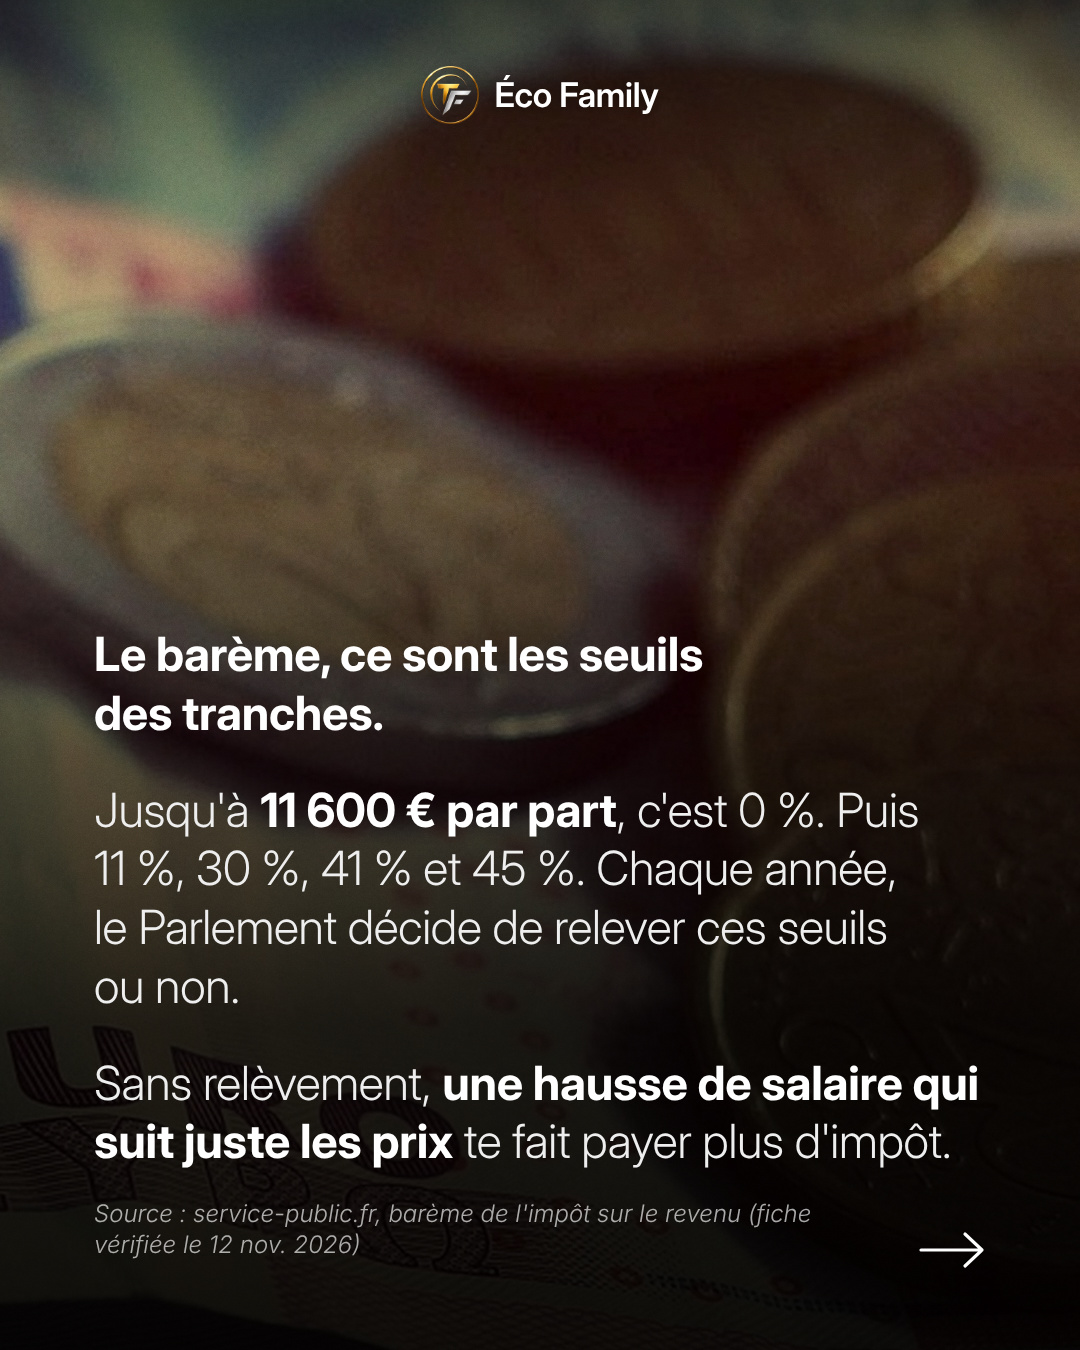 TF Éco Family
Le barème, ce sont les seuils
des tranches.
Jusqu'à 11 600 € par part, c'est 0 %. Puis
11 %, 30 %, 41 % et 45 %. Chaque année,
le Parlement décide de relever ces seuils
ou non.
Sans relèvement, une hausse de salaire qui
suit juste les prix te fait payer plus d'impôt.
Source : service-public.fr, barème de l'impôt sur le revenu (fiche
vérifiée le 12 nov. 2026)